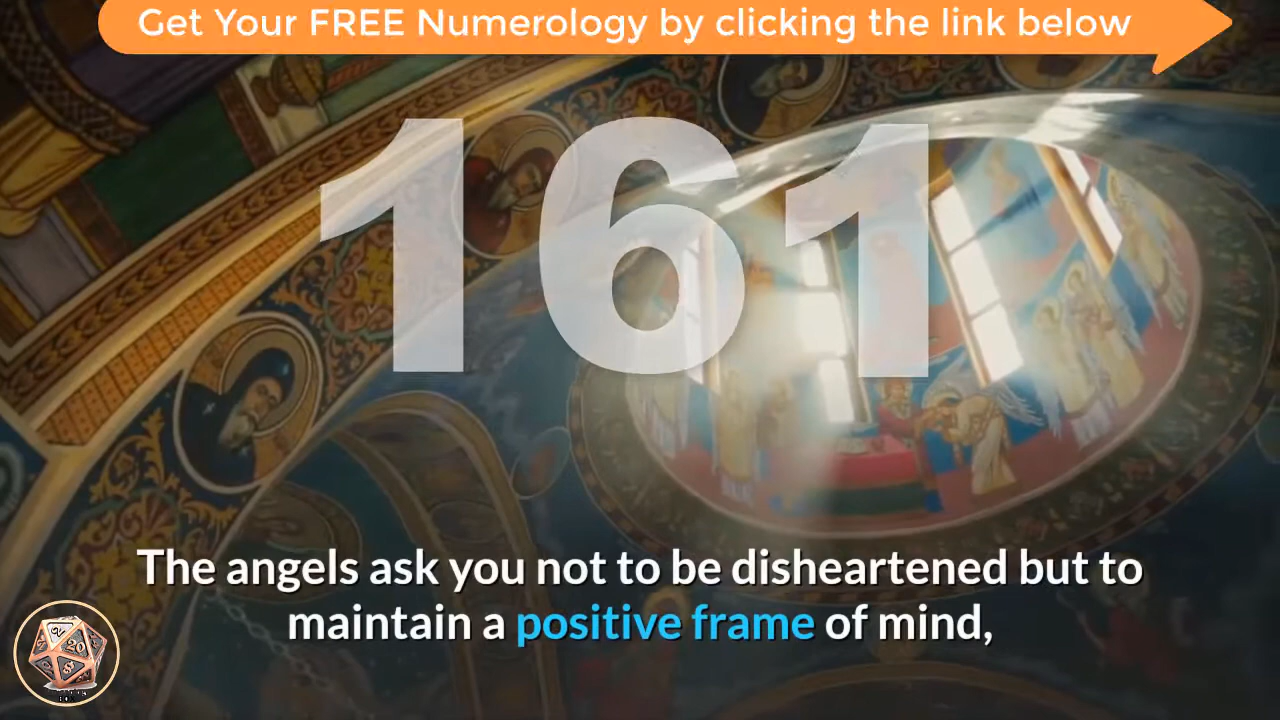 Get Your FREE Numerology by clicking the link below
161
The angels ask you not to be disheartened but to
maintain a positive frame of mind,
20